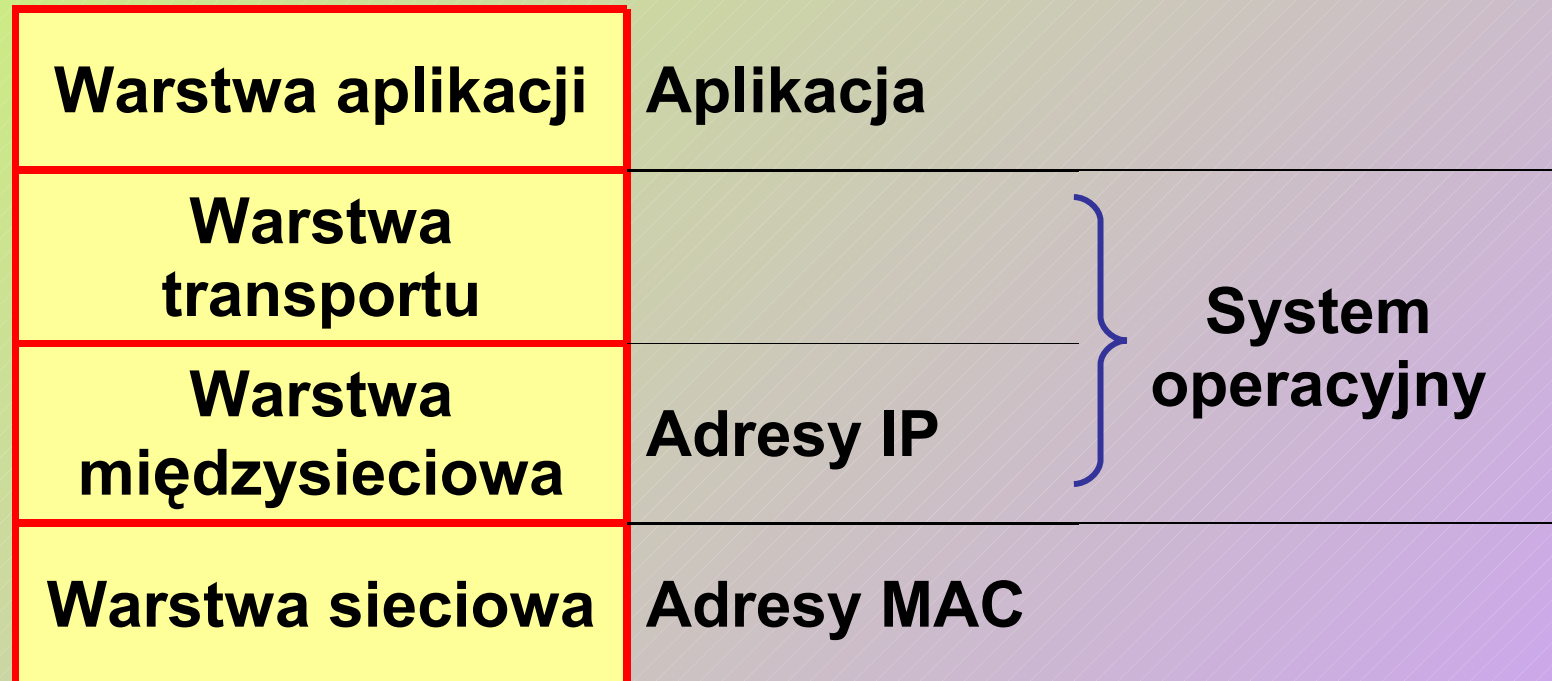 Warstwa aplikacji
Aplikacja
Warstwa
transportu
System
operacyjny
Warstwa
międzysieciowa
Adresy IP
Warstwa sieciowa
Adresy MAC